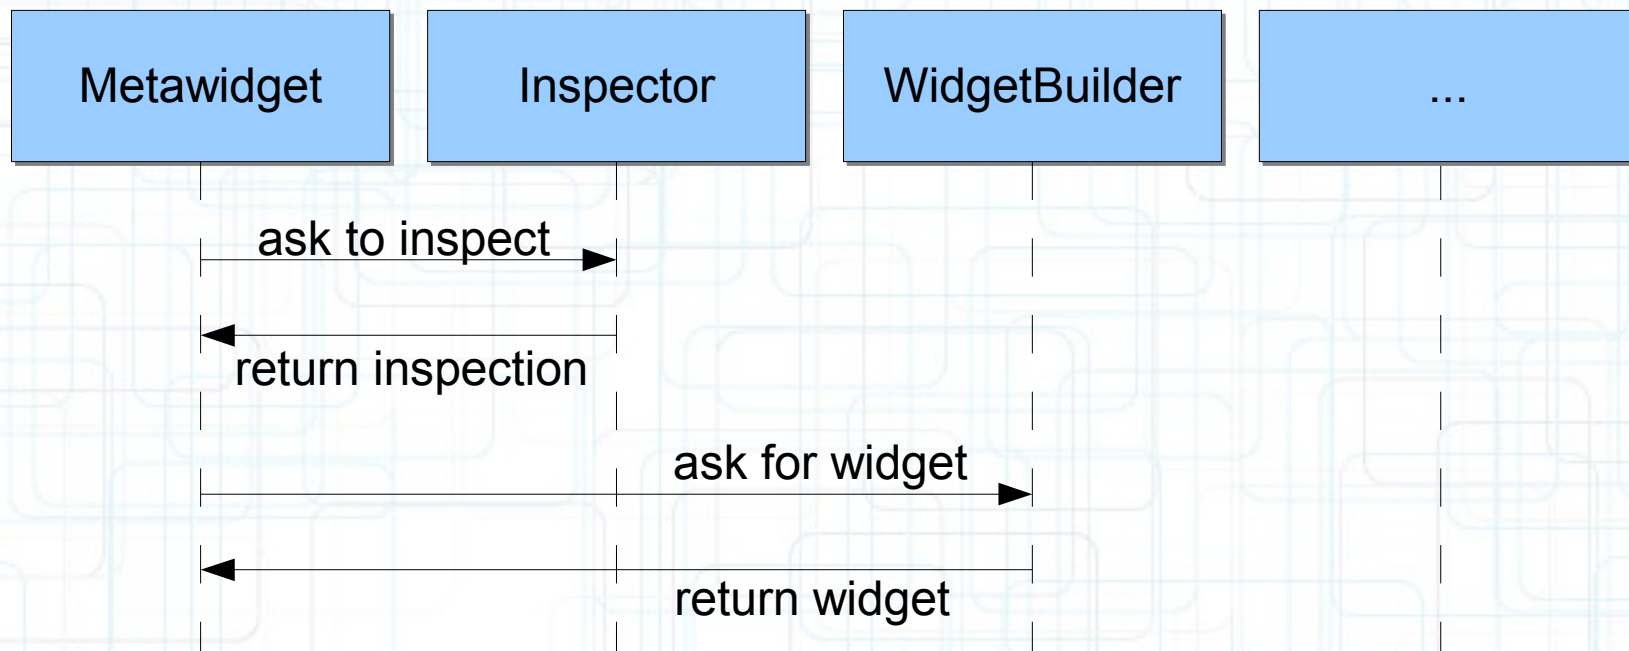 Metawidget
Inspector
WidgetBuilder
...
ask to inspect
return inspection
ask for widget
return widget